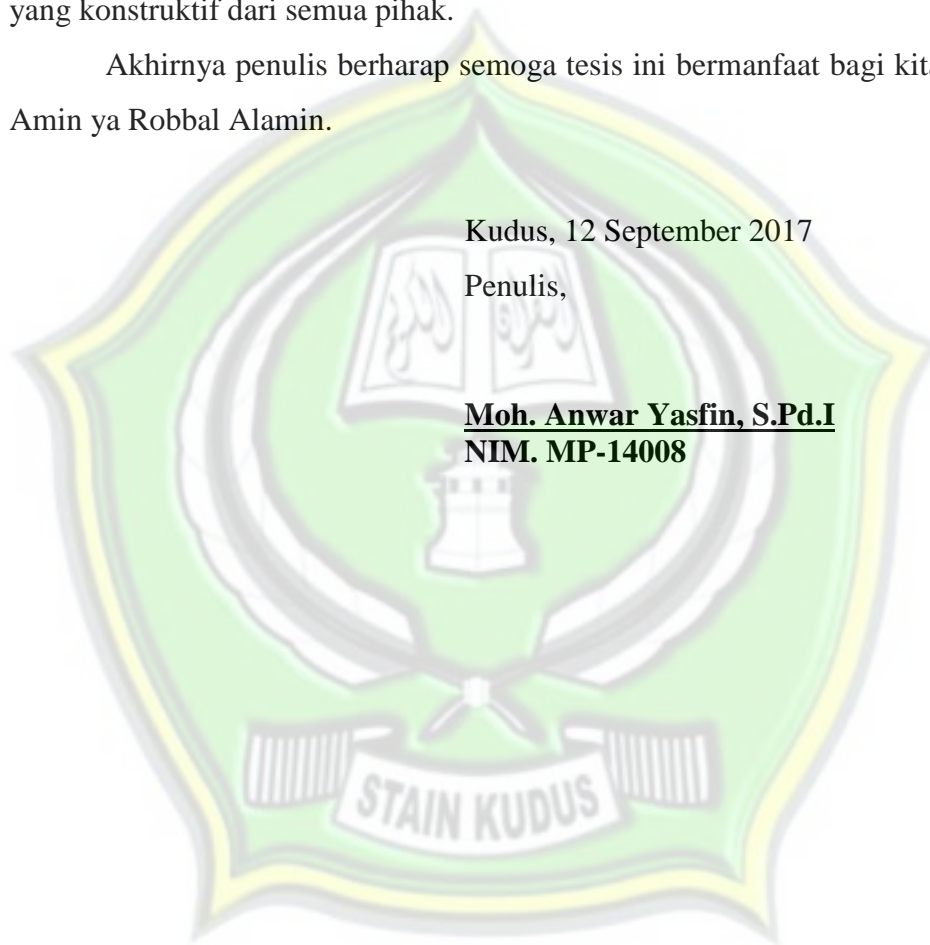 yang konstruktif dari semua pihak.
Akhirnya penulis berharap semoga tesis ini bermanfaat bagi
Amin ya Robbal Alamin.
Kudus, 12 September 2017
Penulis,
Moh. Anwar Yasfin, S.Pd.I
NIM. MP-14008
STAIN KUDUS